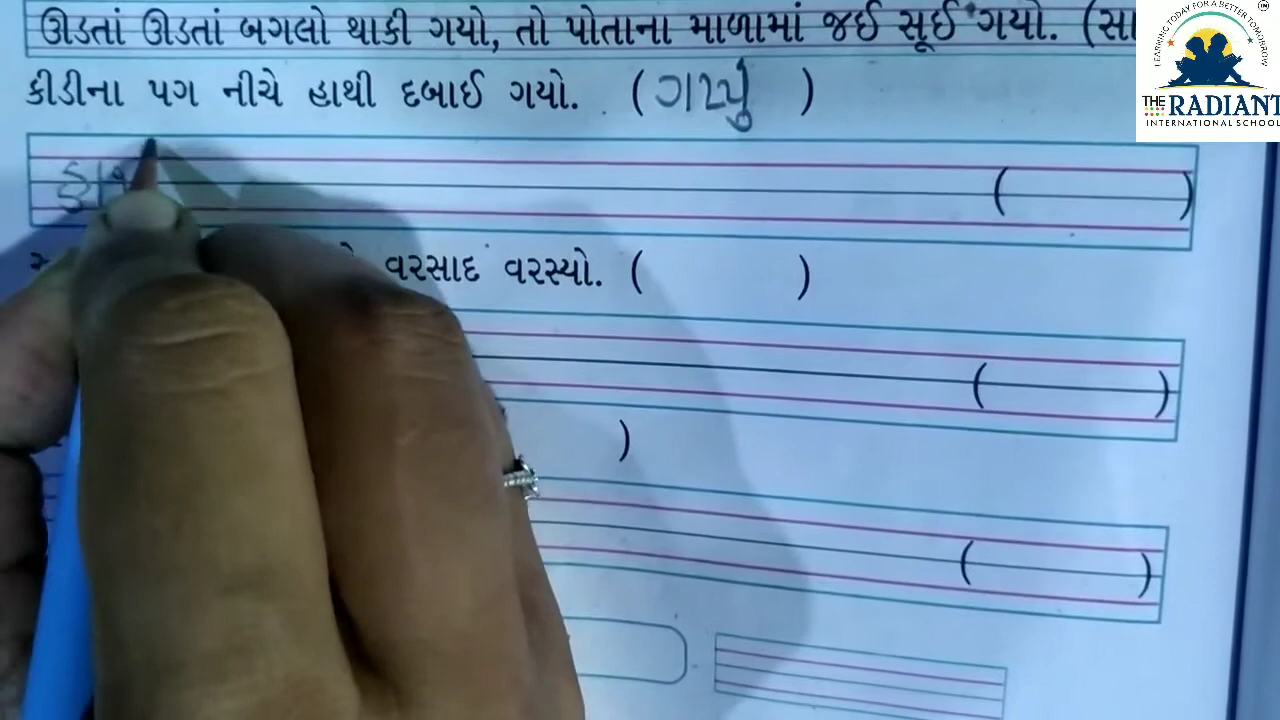 ઊડતાં ઊડતાં બગલો થાકી ગયો, તો પોતાના માળામાં જઈ સૂઈ ગયો. (સા
કીડીના પગ નીચે હાથી દબાઈ ગયો. (ગપ્પું)
હાથ
( )
વરસાદ વરસ્યો. ( )
( )
)
( )
LEARNING TODAY FOR A BETTER TOMORROW
THE RADIANT
INTERNATIONAL SCHOOL